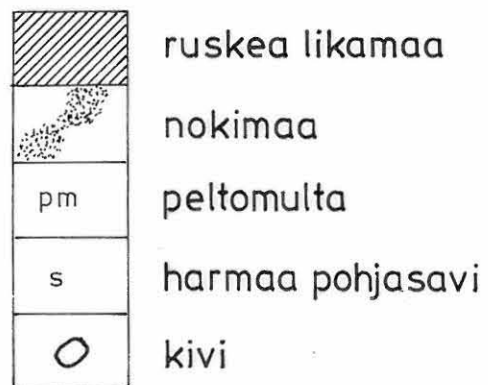 ruskea likamaa
nokimaa
pm peltomulta
s harmaa pohjasavi
kivi